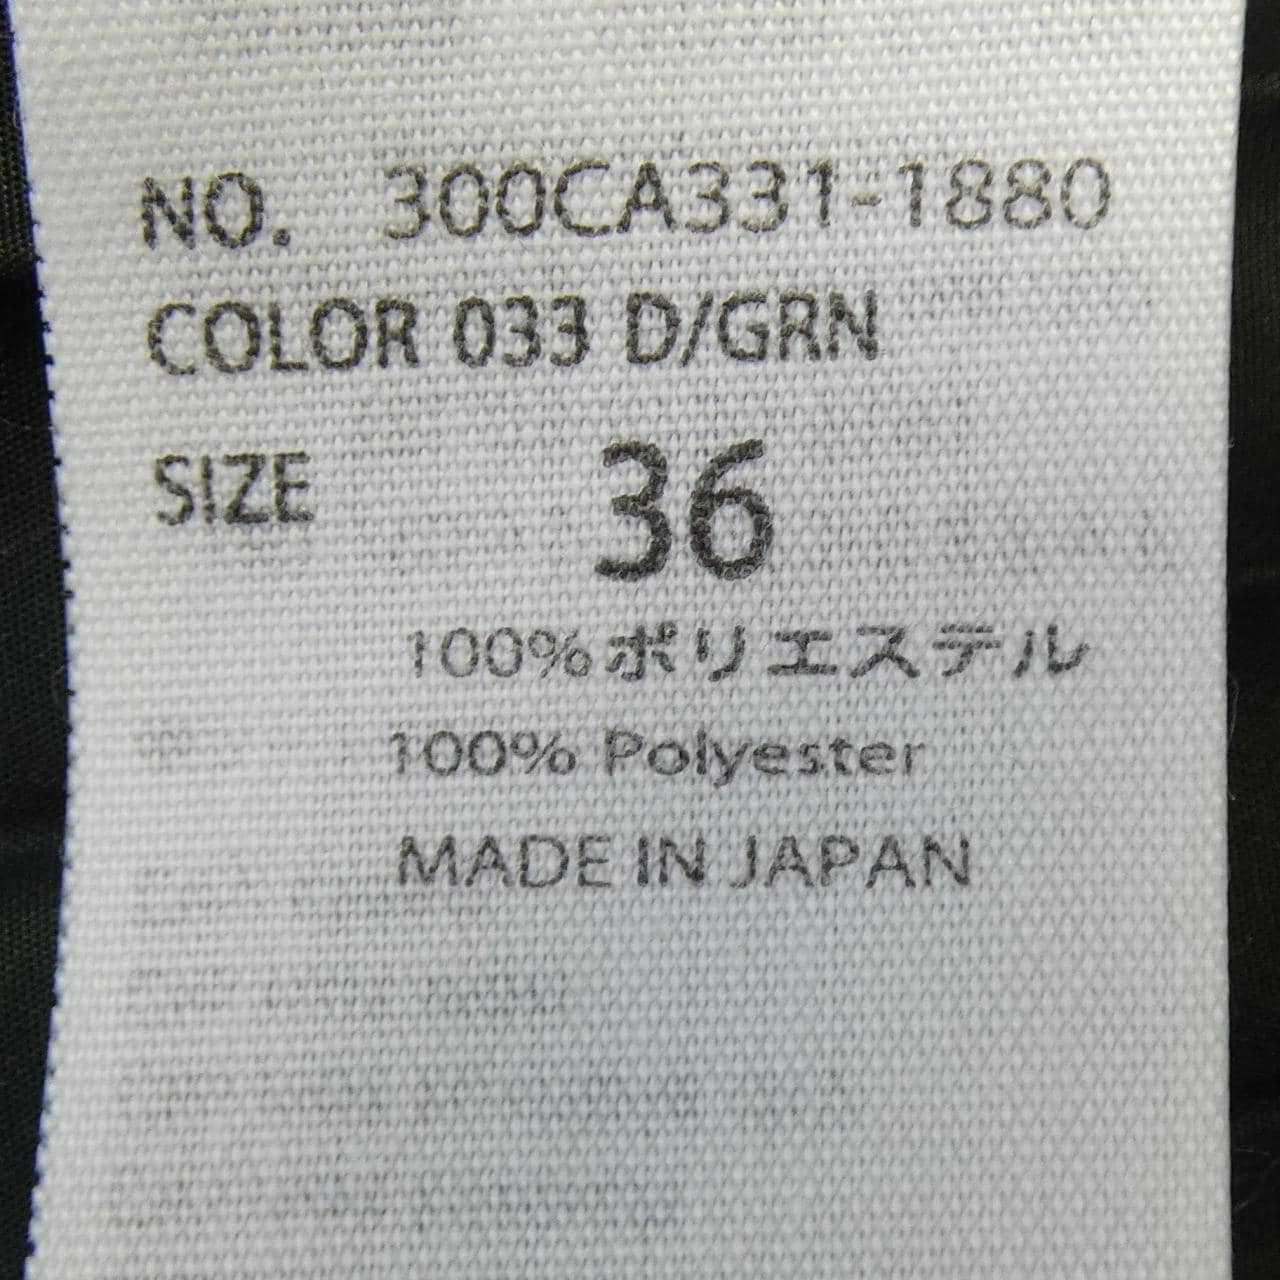 NO. 300CA331-1880
COLOR 033 D/GRN
SIZE 36
100%ポリエステル
100% Polyester
MADE IN JAPAN